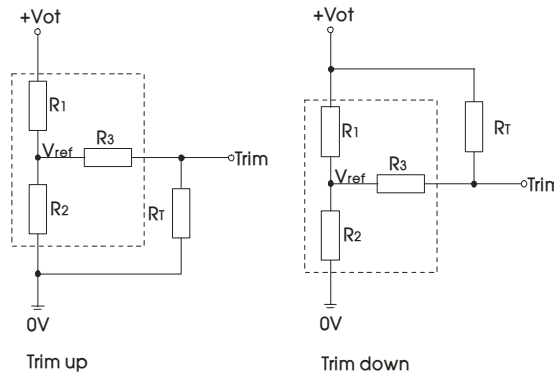 +Vot
R1
Vref
R3
Trim
R2
RT
0V
Trim up
+Vot
R1
RT
Vref
R3
Trim
R2
0V
Trim down